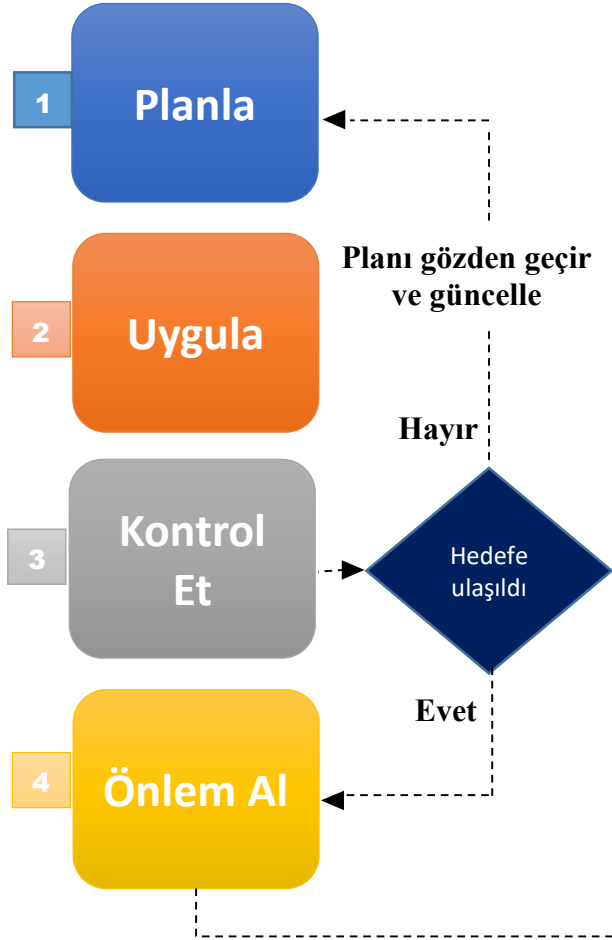 1
Planla
2
Uygula
Planı gözden geçir
ve güncelle
Hayır
3
Kontrol
Et
Hedefe
ulaşıldı
Evet
4
Önlem Al